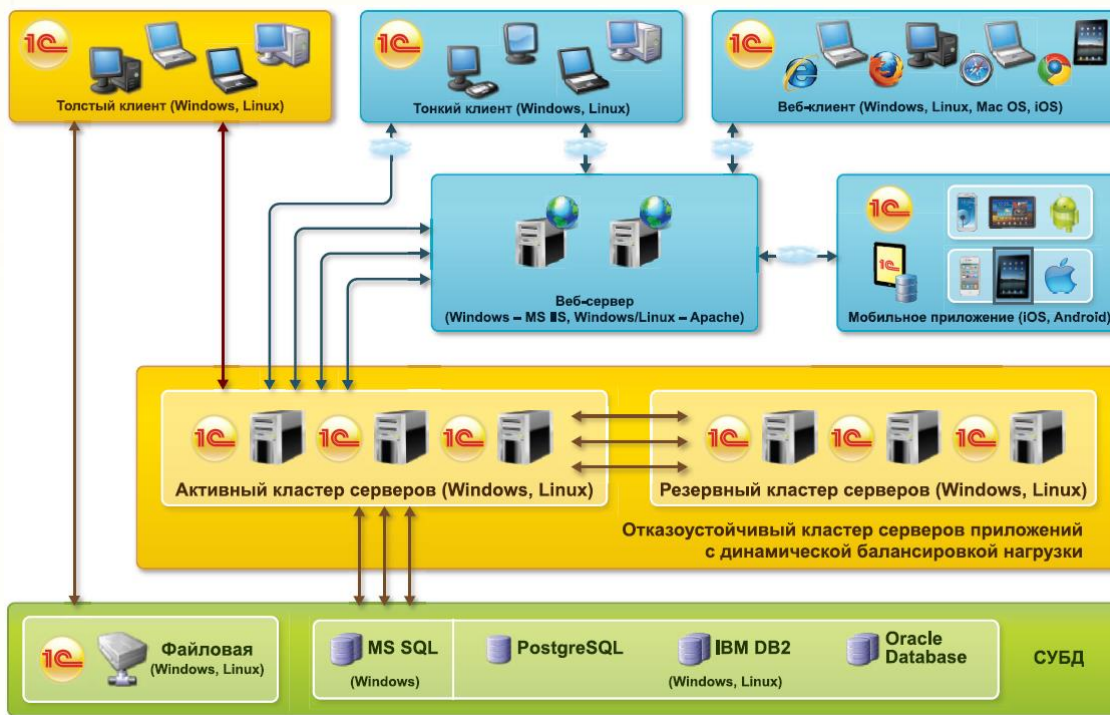 1С
Толстый клиент (Windows, Linux)
1С
Тонкий клиент (Windows, Linux)
1С
Веб-клиент (Windows, Linux, Mac OS, iOS)
Веб-сервер
(Windows – MS IIS, Windows/Linux – Apache)
1С
1С
Мобильное приложение (iOS, Android)
1С
1С
1С
Активный кластер серверов (Windows, Linux)
1С
1С
1С
Резервный кластер серверов (Windows, Linux)
Отказоустойчивый кластер серверов приложений
с динамической балансировкой нагрузки
1С
Файловая
(Windows, Linux)
MS SQL
(Windows)
PostgreSQL
IBM DB2
Oracle
Database
(Windows, Linux)
СУБД